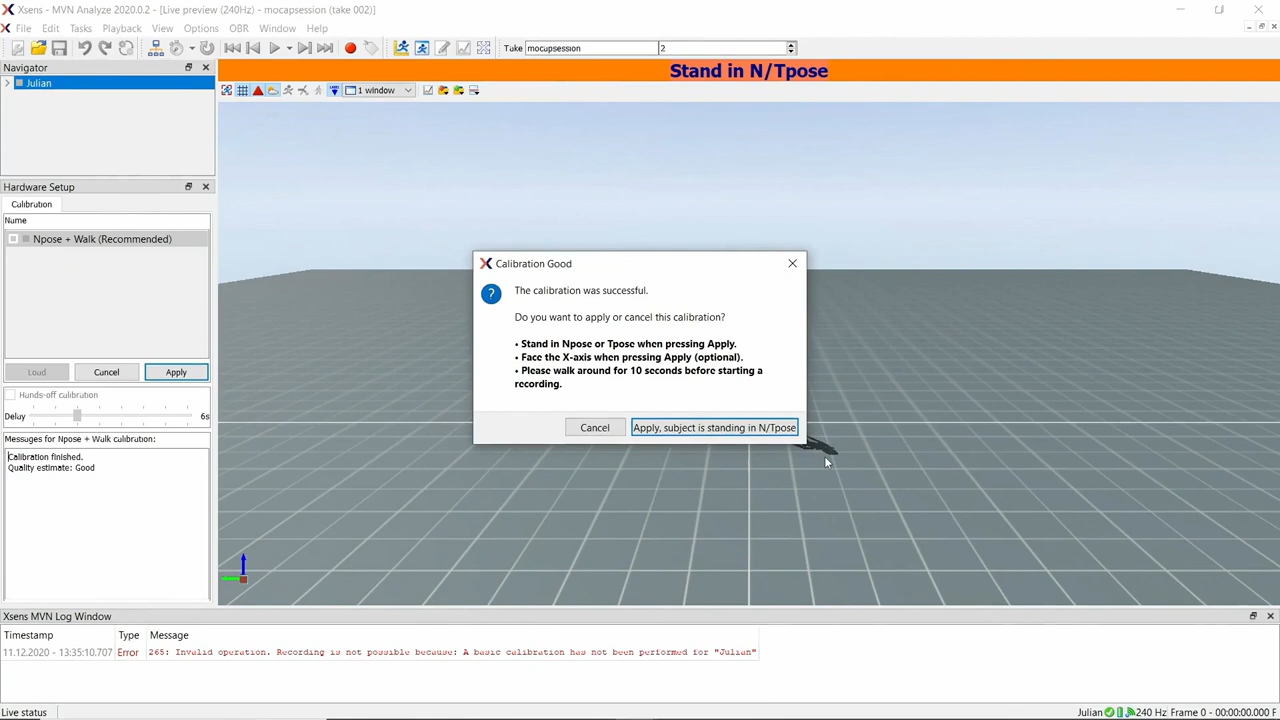 Xsens - MVN Analyze 2020.0.2 - [Live preview (240Hz) - mocapsession (take 002)]
File Edit Tasks Playback View Options OBR Window Help
Take mocupsession 2
Navigator
Stand in N/Tpose
Julian
1 window
Hardware Setup
Culibration
Name
Npose + Walk (Recommended)
Calibration Good
The calibration was successful.
Do you want to apply or cancel this calibration?
• Stand in Npose or Tpose when pressing Apply.
• Face the X-axis when pressing Apply (optional).
• Please walk around for 10 seconds before starting a
recording.
Cancel Apply, subject is standing in N/Tpose
Load Cancel Apply
Hunds-off calibration
Delay 6s
Messages for Npose + Walk calibration:
Calibration finished.
Quality estimate: Good
Xsens MVN Log Window
Timestamp Type Message
11.12.2020 - 13:35:10.707 Error 265: Invalid operation. Recording is not possible because: A basic calibration has not been performed for "Julian"
Live status Julian 240 Hz Frame 0 - 00:00:00.000 F